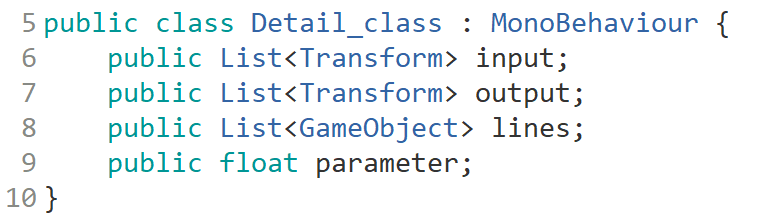 5 public class Detail_class : MonoBehaviour {
6     public List<Transform> input;
7     public List<Transform> output;
8     public List<GameObject> lines;
9     public float parameter;
10 }